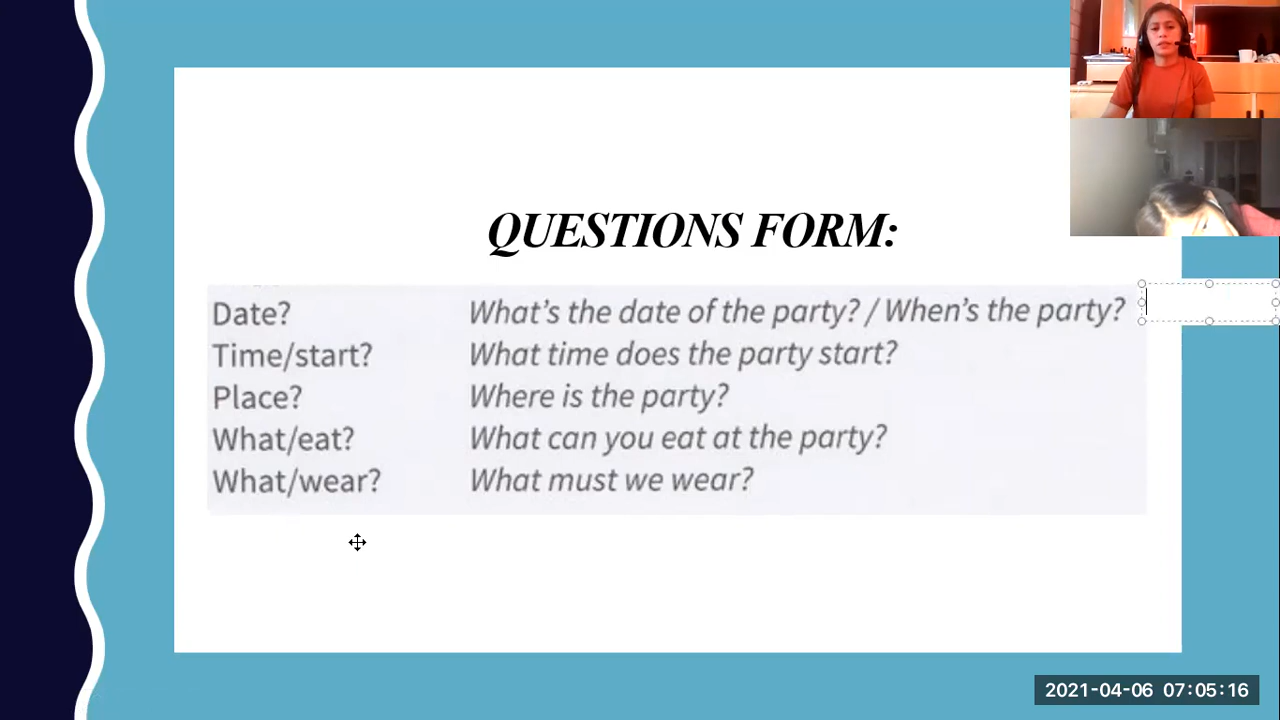 QUESTIONS FORM:
Date? What's the date of the party? / When's the party?
Time/start? What time does the party start?
Place? Where is the party?
What/eat? What can you eat at the party?
What/wear? What must we wear?
2021-04-06 07:05:16